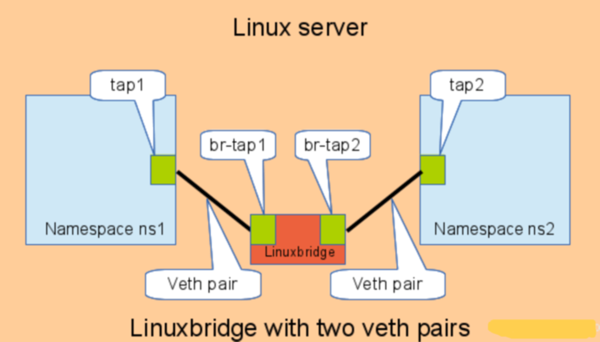 Linux server
tap1
tap2
br-tap1
br-tap2
Namespace ns1
Namespace ns2
Linuxbridge
Veth pair
Veth pair
Linuxbridge with two veth pairs